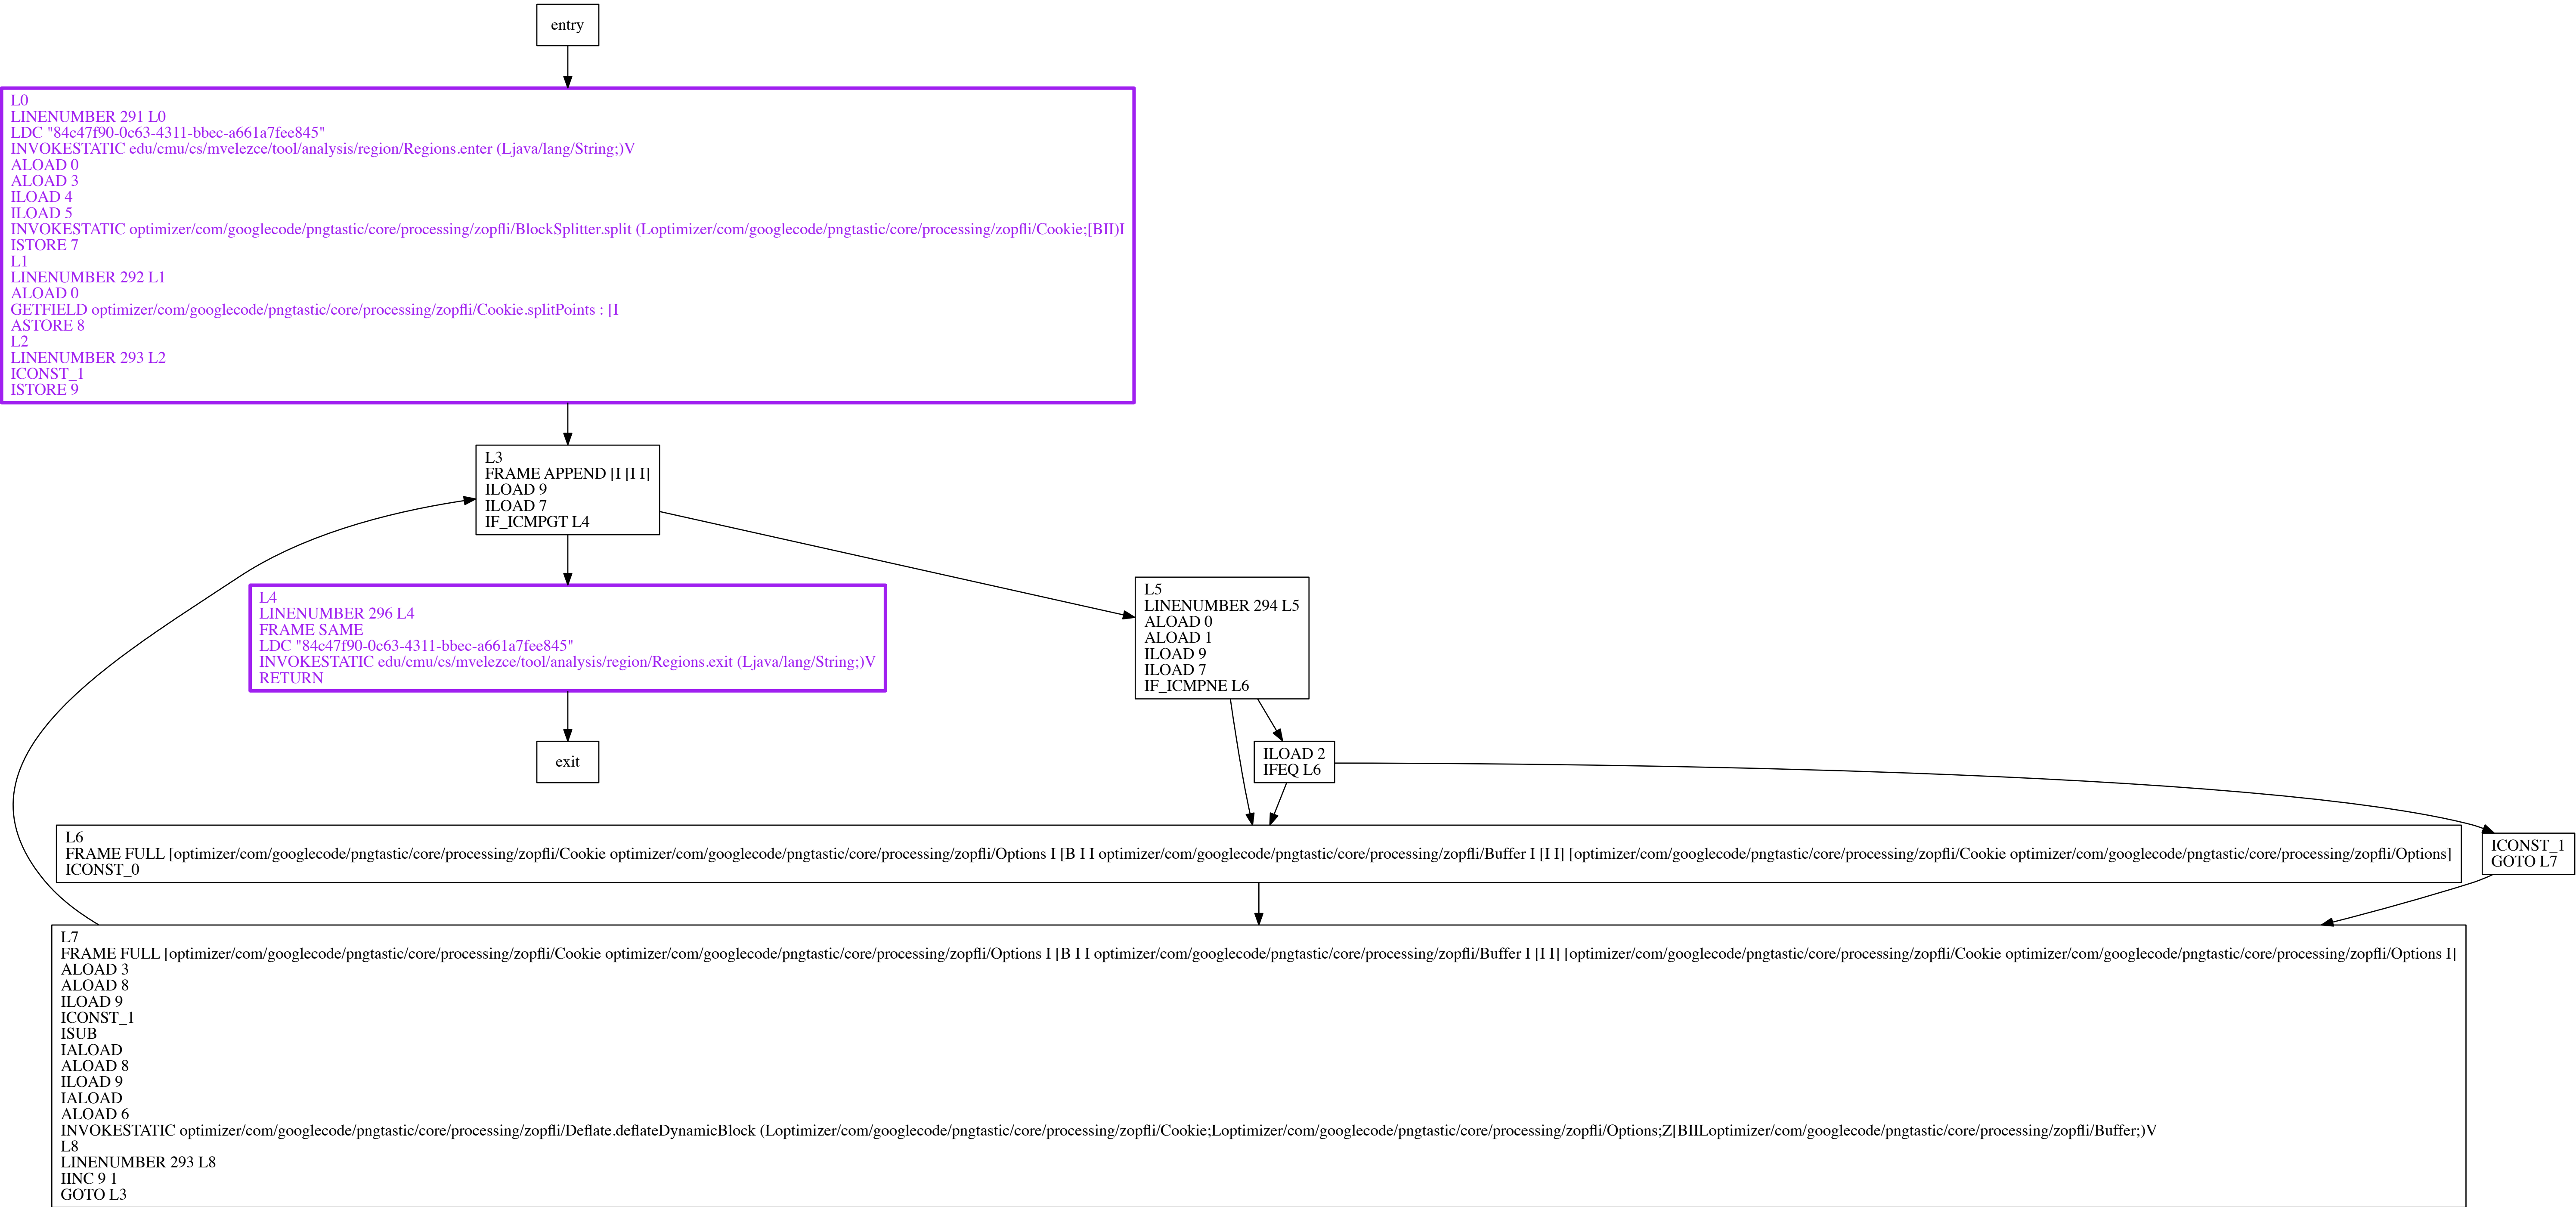 entry
L0
LINENUMBER 291 L0
LDC "84c47f90-0c63-4311-bbec-a661a7fee845"
INVOKESTATIC edu/cmu/cs/mvelezce/tool/analysis/region/Regions.enter (Ljava/lang/String;)V
ALOAD 0
ALOAD 3
ILOAD 4
ILOAD 5
INVOKESTATIC optimizer/com/googlecode/pngtastic/core/processing/zopfli/BlockSplitter.split (Loptimizer/com/googlecode/pngtastic/core/processing/zopfli/Cookie;[BII)I
ISTORE 7
L1
LINENUMBER 292 L1
ALOAD 0
GETFIELD optimizer/com/googlecode/pngtastic/core/processing/zopfli/Cookie.splitPoints : [I
ASTORE 8
L2
LINENUMBER 293 L2
ICONST_1
ISTORE 9
L3
FRAME APPEND [I [I I]
ILOAD 9
ILOAD 7
IF_ICMPGT L4
L4
LINENUMBER 296 L4
FRAME SAME
LDC "84c47f90-0c63-4311-bbec-a661a7fee845"
INVOKESTATIC edu/cmu/cs/mvelezce/tool/analysis/region/Regions.exit (Ljava/lang/String;)V
RETURN
L5
LINENUMBER 294 L5
ALOAD 0
ALOAD 1
ILOAD 9
ILOAD 7
IF_ICMPNE L6
exit
ILOAD 2
IFEQ L6
L6
FRAME FULL [optimizer/com/googlecode/pngtastic/core/processing/zopfli/Cookie optimizer/com/googlecode/pngtastic/core/processing/zopfli/Options I [B I I optimizer/com/googlecode/pngtastic/core/processing/zopfli/Buffer I [I I] [optimizer/com/googlecode/pngtastic/core/processing/zopfli/Cookie optimizer/com/googlecode/pngtastic/core/processing/zopfli/Options]
ICONST_0
ICONST_1
GOTO L7
L7
FRAME FULL [optimizer/com/googlecode/pngtastic/core/processing/zopfli/Cookie optimizer/com/googlecode/pngtastic/core/processing/zopfli/Options I [B I I optimizer/com/googlecode/pngtastic/core/processing/zopfli/Buffer I [I I] [optimizer/com/googlecode/pngtastic/core/processing/zopfli/Cookie optimizer/com/googlecode/pngtastic/core/processing/zopfli/Options I]
ALOAD 3
ALOAD 8
ILOAD 9
ICONST_1
ISUB
IALOAD
ALOAD 8
ILOAD 9
IALOAD
ALOAD 6
INVOKESTATIC optimizer/com/googlecode/pngtastic/core/processing/zopfli/Deflate.deflateDynamicBlock (Loptimizer/com/googlecode/pngtastic/core/processing/zopfli/Cookie;Loptimizer/com/googlecode/pngtastic/core/processing/zopfli/Options;Z[BIILoptimizer/com/googlecode/pngtastic/core/processing/zopfli/Buffer;)V
L8
LINENUMBER 293 L8
IINC 9 1
GOTO L3